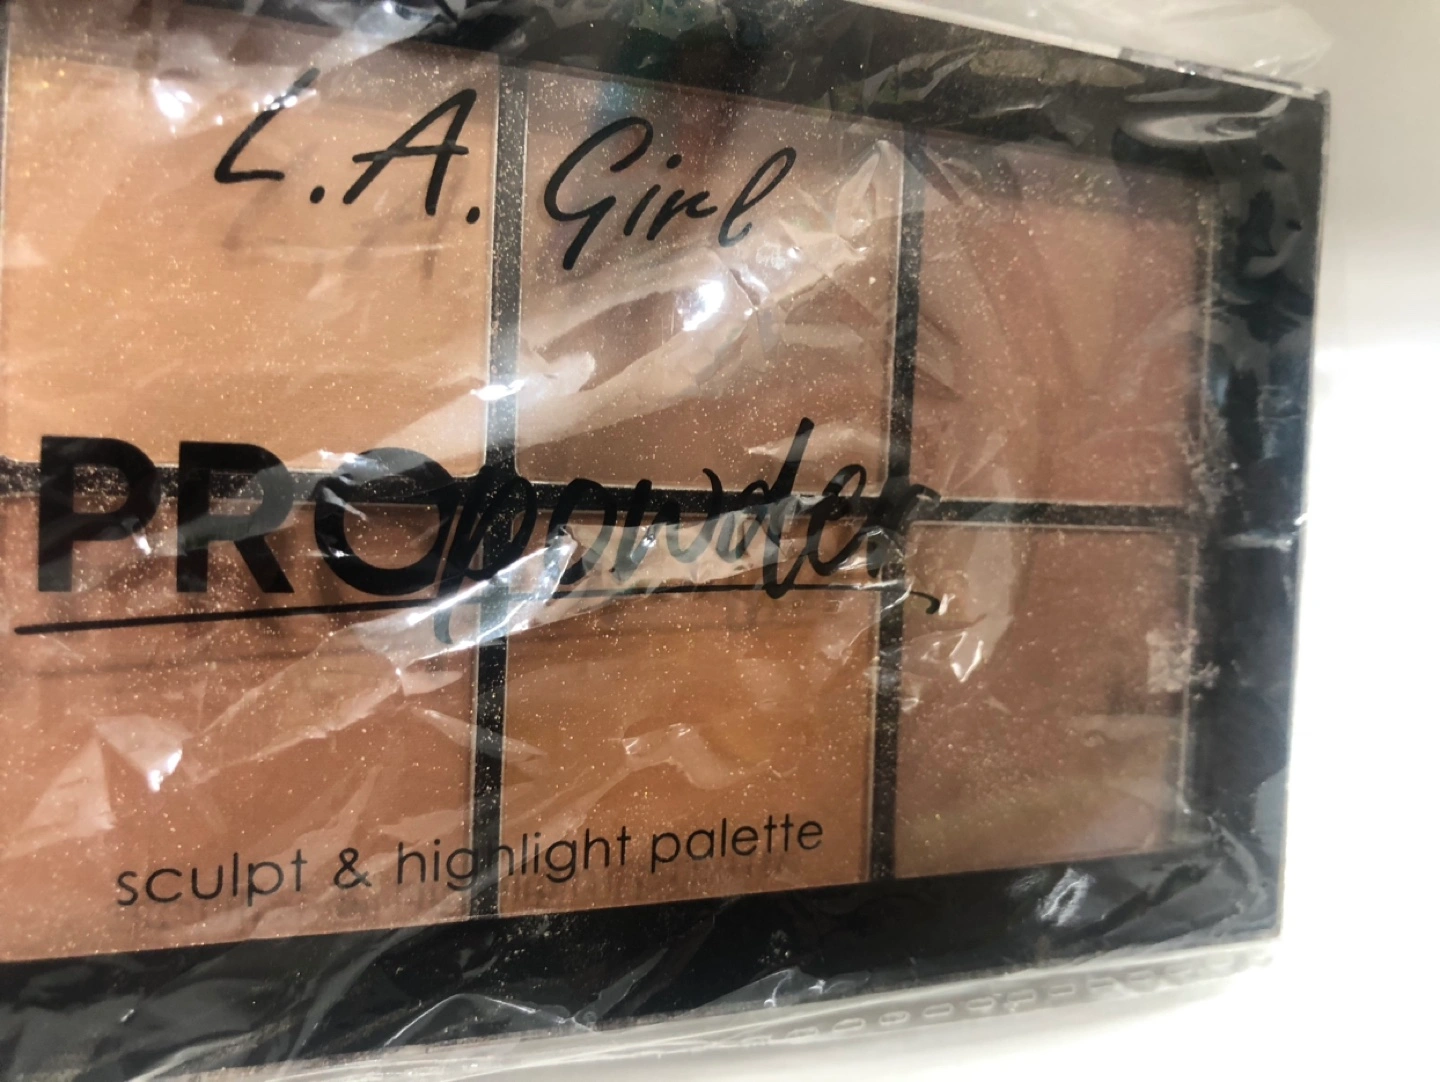 L.A. Girl
PROpowder
sculpt & highlight palette